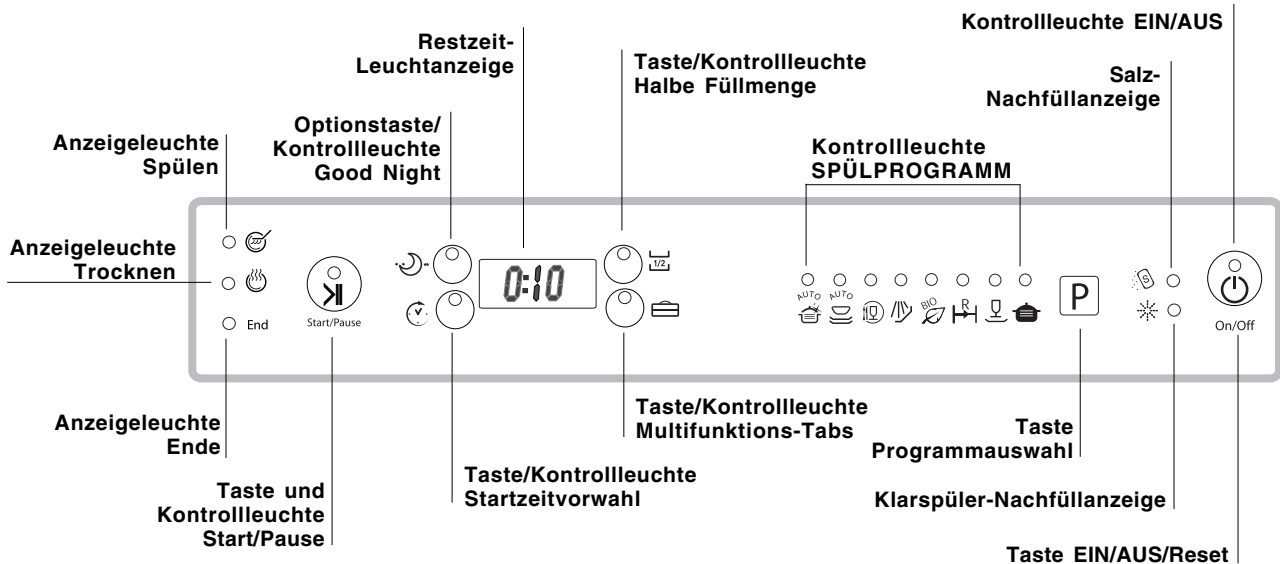 Kontrollleuchte EIN/AUS
Restzeit-
Leuchtanzeige
Taste/Kontrollleuchte
Halbe Füllmenge
Salz-
Nachfüllanzeige
Optionstaste/
Kontrollleuchte
Good Night
Anzeigeleuchte
Spülen
Kontrollleuchte
SPÜLPROGRAMM
Anzeigeleuchte
Trocknen
End
Start/Pause
0:10
1/2
AUTO
AUTO
BIO
R
P
S
On/Off
Anzeigeleuchte
Ende
Taste und
Kontrollleuchte
Start/Pause
Taste/Kontrollleuchte
Startzeitvorwahl
Taste/Kontrollleuchte
Multifunktions-Tabs
Taste
Programmauswahl
Klarspüler-Nachfüllanzeige
Taste EIN/AUS/Reset